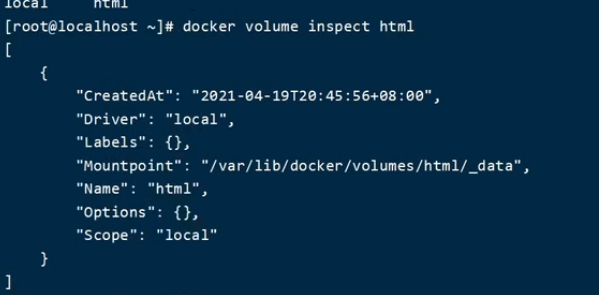 local     html
[root@localhost ~]# docker volume inspect html
[
    {
        "CreatedAt": "2021-04-19T20:45:56+08:00",
        "Driver": "local",
        "Labels": {},
        "Mountpoint": "/var/lib/docker/volumes/html/_data",
        "Name": "html",
        "Options": {},
        "Scope": "local"
    }
]